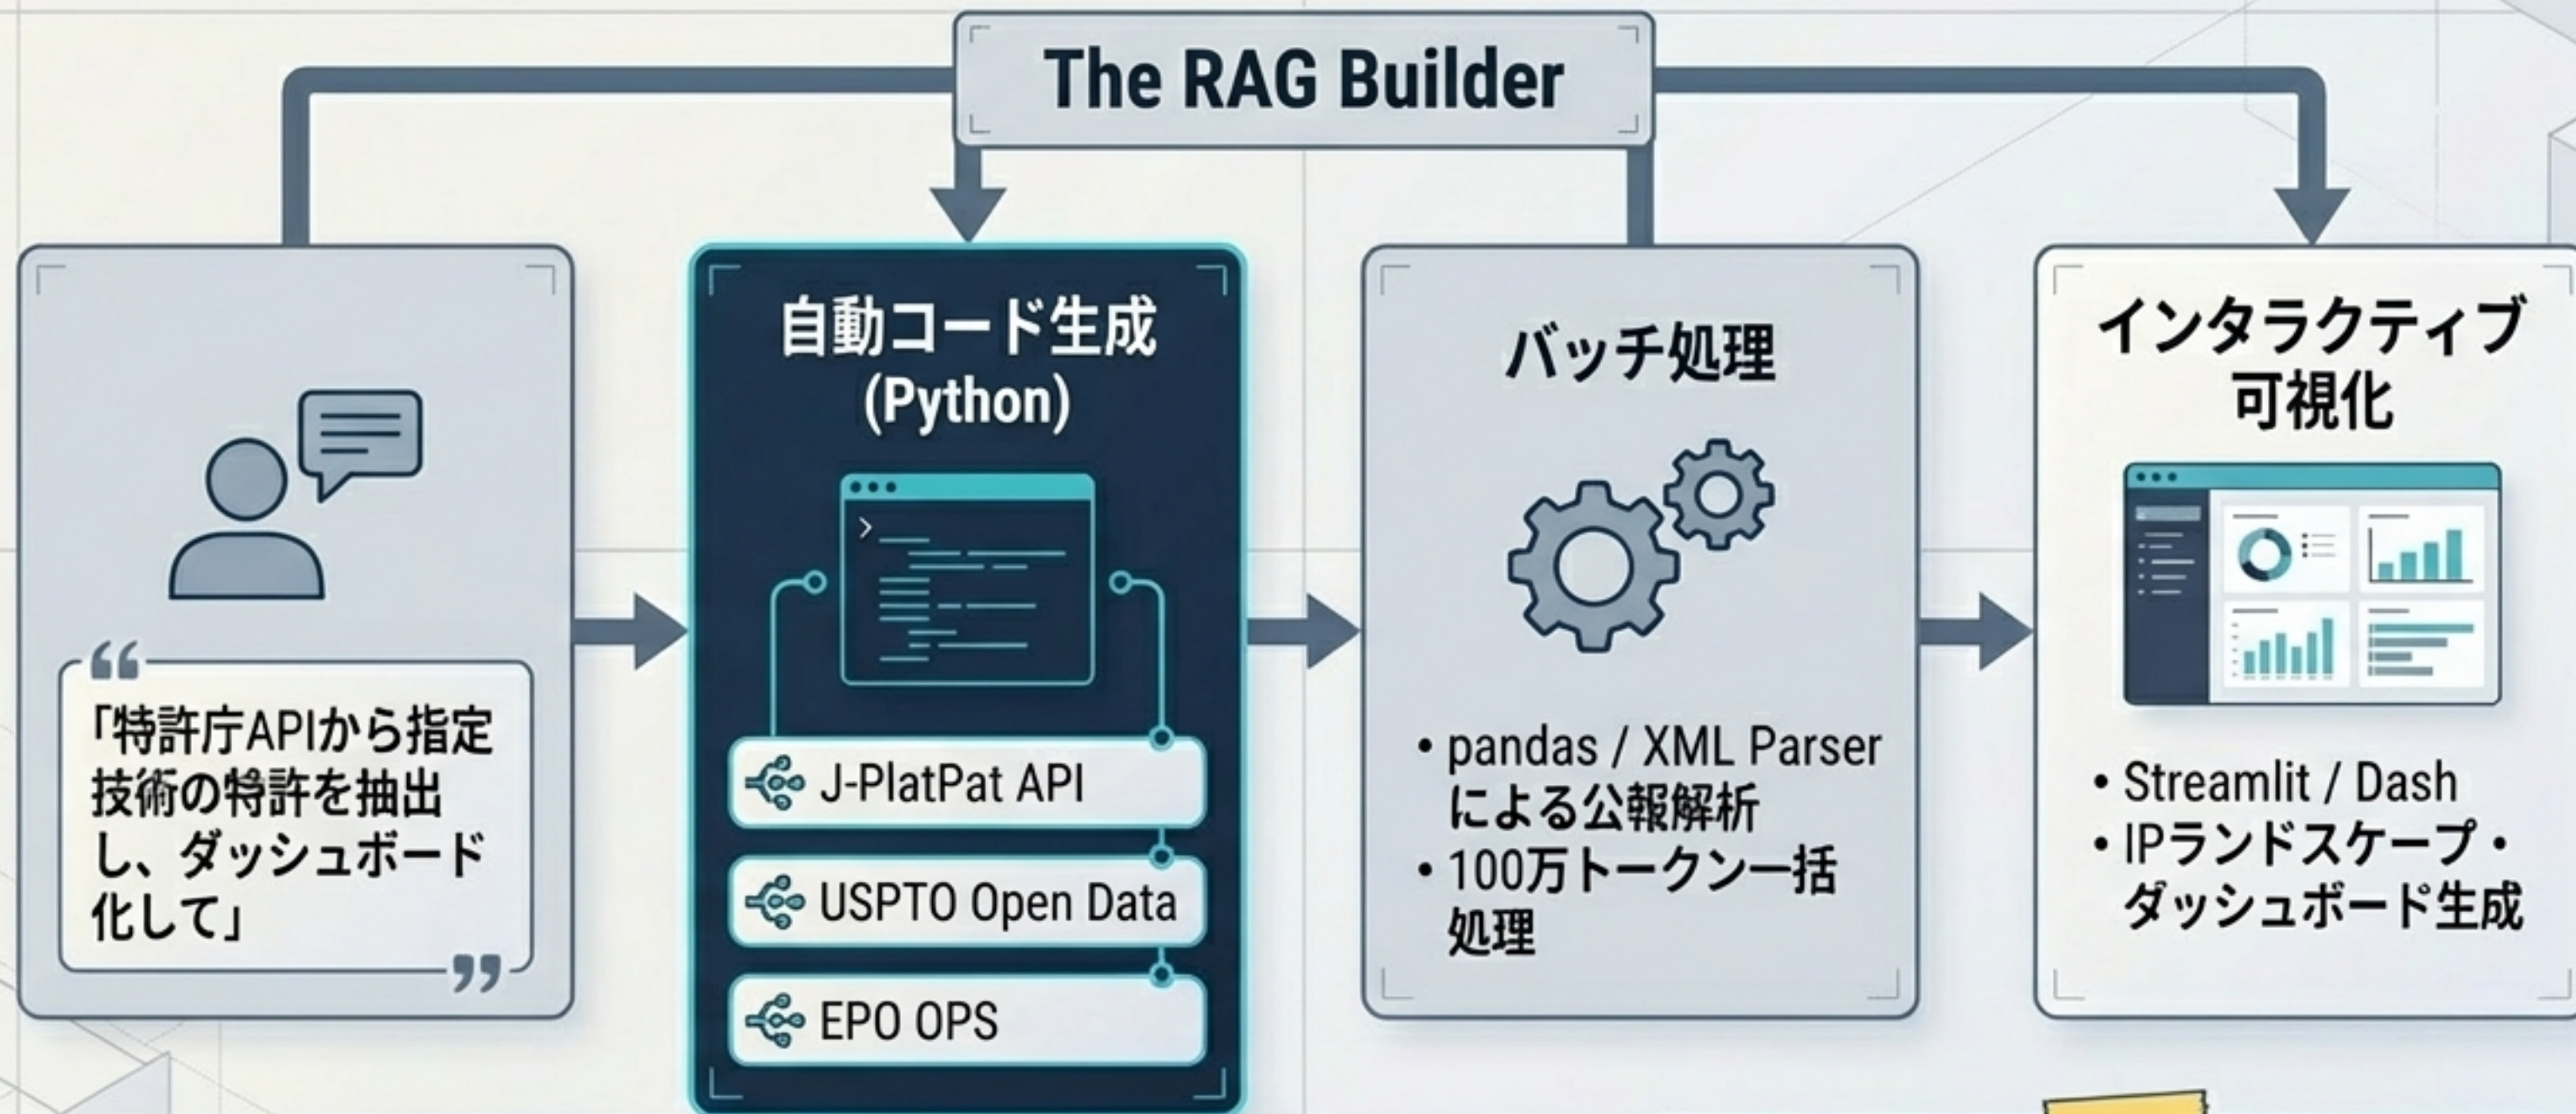 The RAG Builder
「特許庁APIから指定
技術の特許を抽出
し、ダッシュボード
化して」
自動コード生成
(Python)
J-PlatPat API
USPTO Open Data
EPO OPS
バッチ処理
• pandas / XML Parser
による公報解析
• 100万トークン一括
処理
インタラクティブ
可視化
• Streamlit / Dash
• IPランドスケープ・
ダッシュボード生成